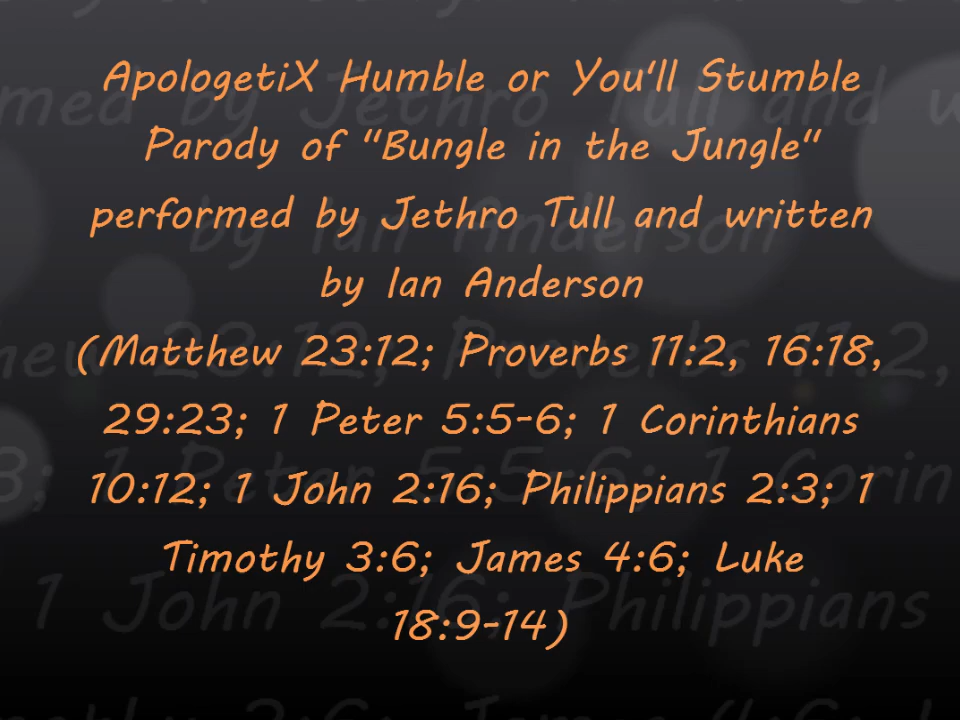 ApologetiX Humble or You'll Stumble
Parody of "Bungle in the Jungle"
performed by Jethro Tull and written
by Ian Anderson
(Matthew 23:12; Proverbs 11:2, 16:18,
29:23; 1 Peter 5:5-6; 1 Corinthians
10:12; 1 John 2:16; Philippians 2:3; 1
Timothy 3:6; James 4:6; Luke
18:9-14)